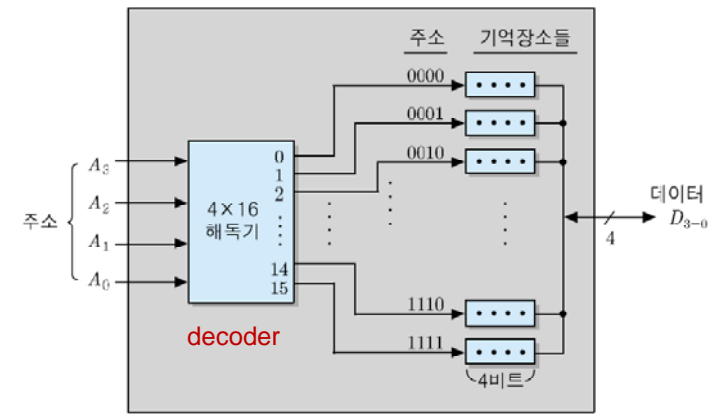 주소 기억장소들
0000
0001
0010
주소
A₃
A₂
A₁
A₀
4×16
해독기
0
1
2
14
15
1110
1111
데이터
D₃₋₀
4
decoder
4비트